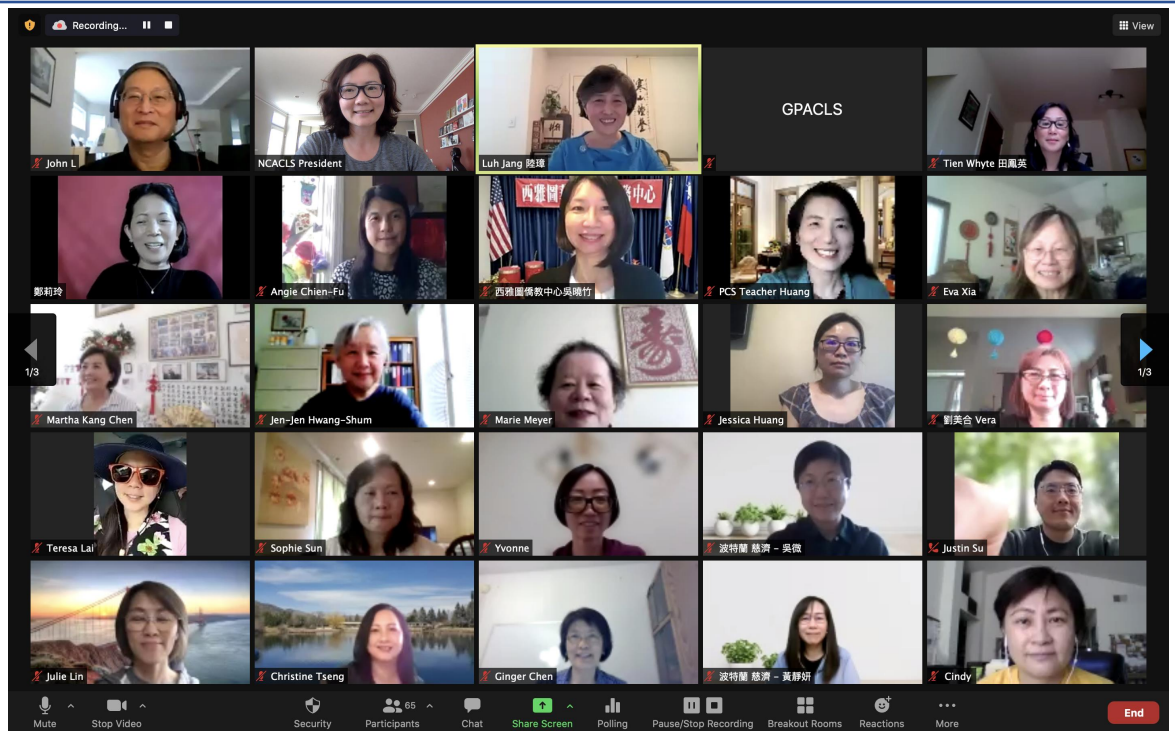 Recording...
View
John L
NCACLS President
Luh Jang 陸璋
GPACLS
Tien Whyte 田鳳英
鄭莉玲
Angie Chien-Fu
西雅圖僑教中心吳曉竹
PCS Teacher Huang
Eva Xia
1/3
1/3
Martha Kang Chen
Jen-Jen Hwang-Shum
Marie Meyer
壽
Jessica Huang
劉美合 Vera
Teresa Lai
Sophie Sun
Yvonne
波特蘭 慈濟 - 吳微
Justin Su
Julie Lin
Christine Tseng
Ginger Chen
波特蘭 慈濟 - 黃靜妍
Cindy
Mute
Stop Video
Security
65
Participants
Chat
Share Screen
Polling
Pause/Stop Recording
Breakout Rooms
Reactions
More
End